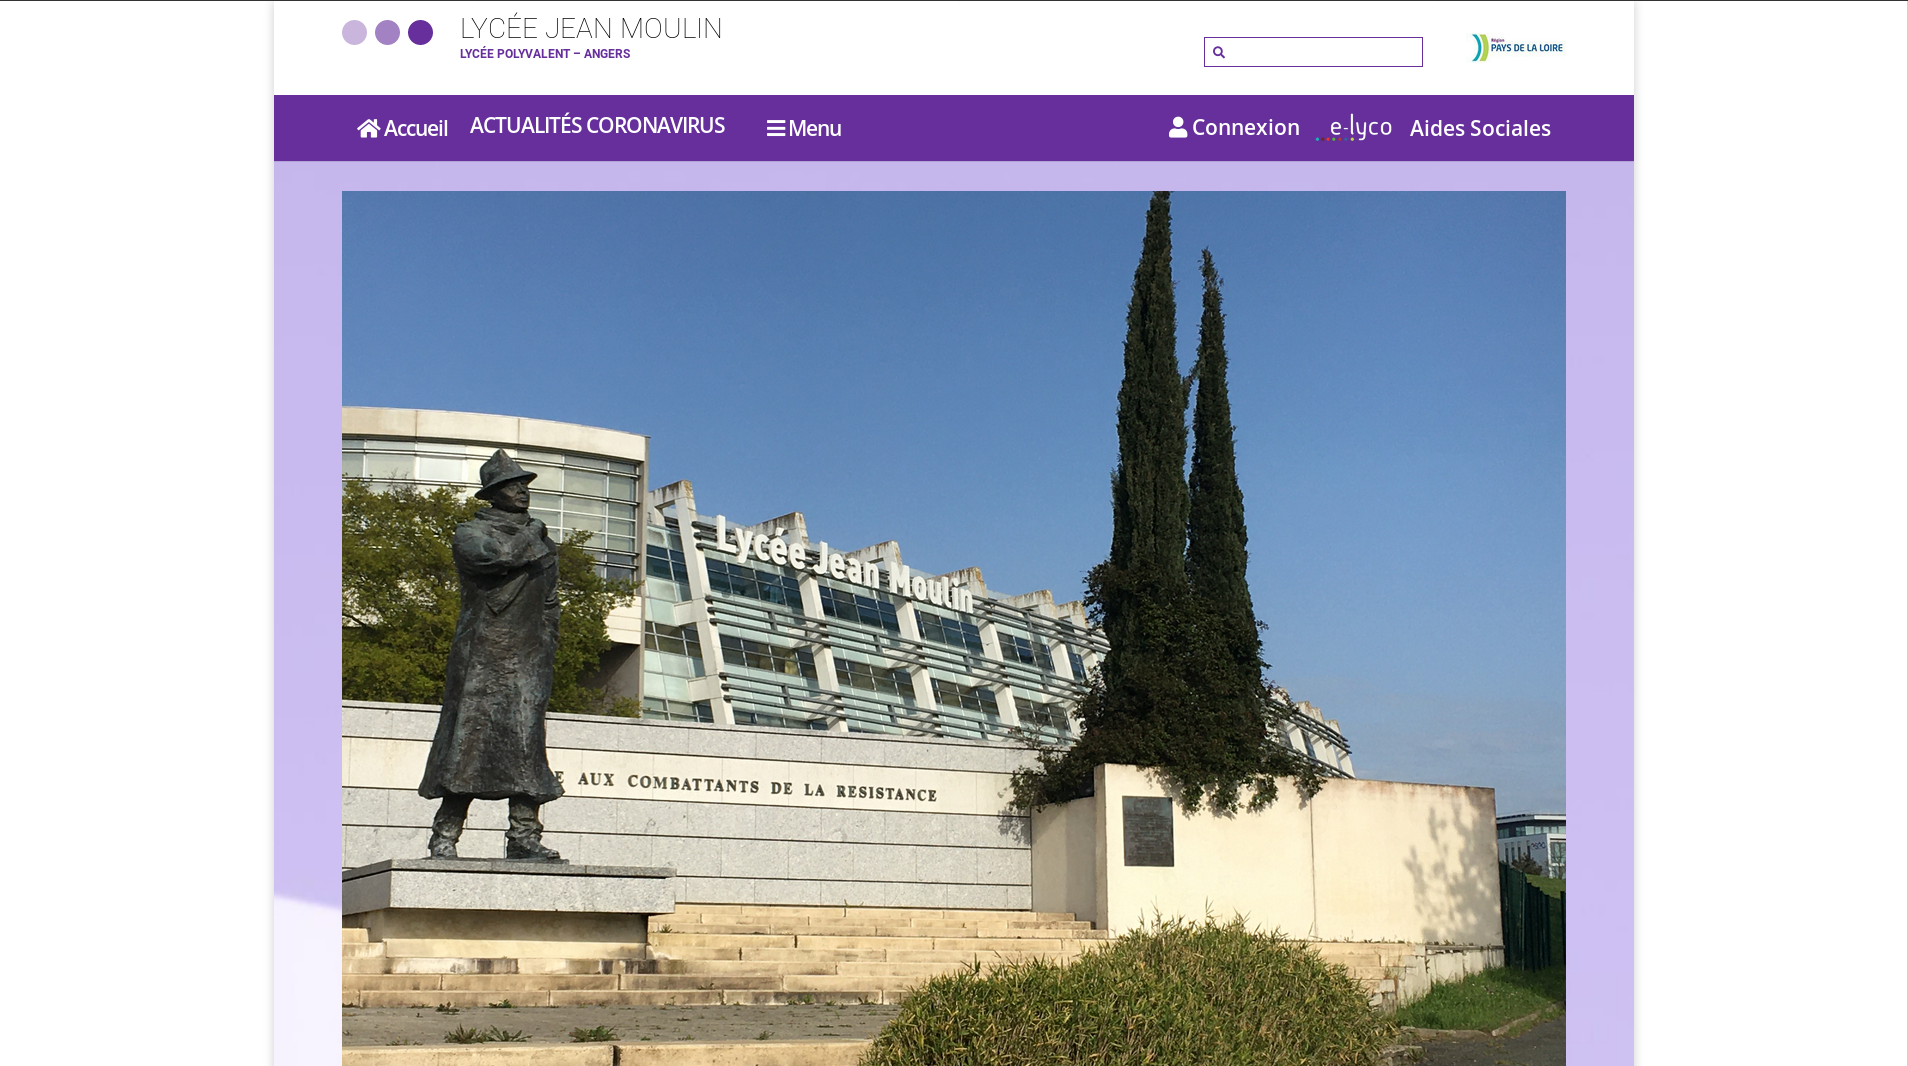 LYCÉE JEAN MOULIN
LYCÉE POLYVALENT – ANGERS
Région
PAYS DE LA LOIRE
Accueil
ACTUALITÉS CORONAVIRUS
Menu
Connexion
e-lyco
Aides Sociales
Lycée Jean Moulin
E AUX COMBATTANTS DE LA RESISTANCE